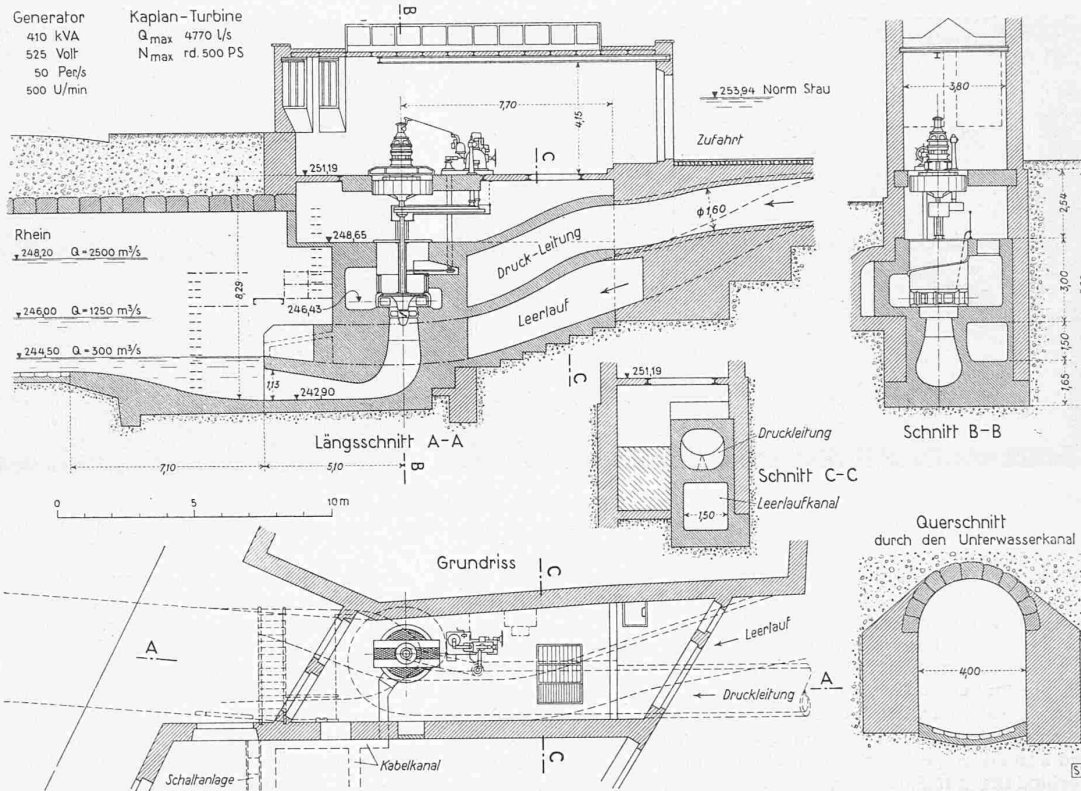 Generator
410 kVA
525 Volt
50 Per/s
500 U/min
Kaplan-Turbine
Qmax 4770 l/s
Nmax rd. 500 PS
B
7,70
4,15
253,94 Norm Stau
Zufahrt
C
251,19
ϕ 1,60
Rhein
248,20 Q = 2500 m³/s
248,65
8,29
Druck-Leitung
246,43
Leerlauf
246,00 Q = 1250 m³/s
244,50 Q = 300 m³/s
1,13
242,90
C
Längsschnitt A-A
7,10
5,10
B
0 5 10 m
3,80
2,54
3,00
1,50
1,65
Schnitt B-B
251,19
Druckleitung
Schnitt C-C
Leerlaufkanal
1,50
Grundriss
C
A
Leerlauf
Druckleitung
A
Kabelkanal
Schaltanlage
C
Querschnitt
durch den Unterwasserkanal
4,00
S